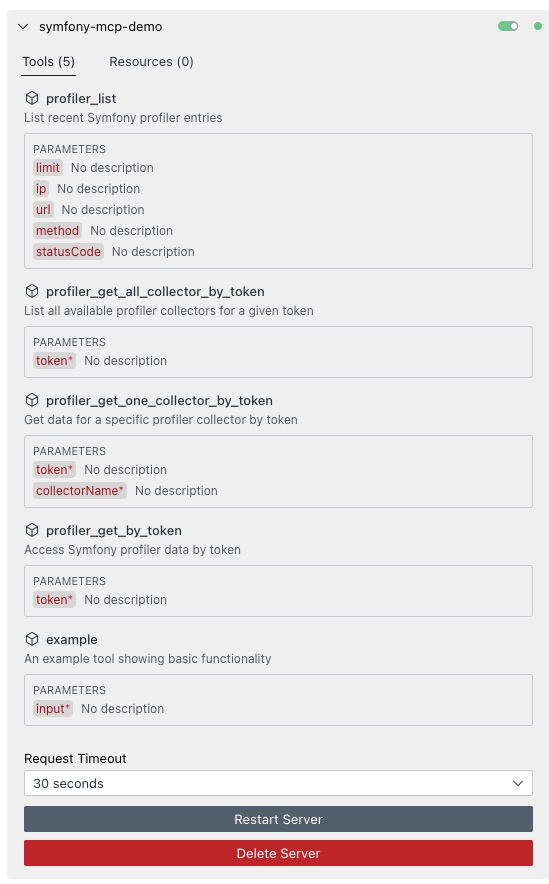 symfony-mcp-demo
Tools (5) Resources (0)
profiler_list
List recent Symfony profiler entries
PARAMETERS
limit No description
ip No description
url No description
method No description
statusCode No description
profiler_get_all_collector_by_token
List all available profiler collectors for a given token
PARAMETERS
token* No description
profiler_get_one_collector_by_token
Get data for a specific profiler collector by token
PARAMETERS
token* No description
collectorName* No description
profiler_get_by_token
Access Symfony profiler data by token
PARAMETERS
token* No description
example
An example tool showing basic functionality
PARAMETERS
input* No description
Request Timeout
30 seconds
Restart Server
Delete Server